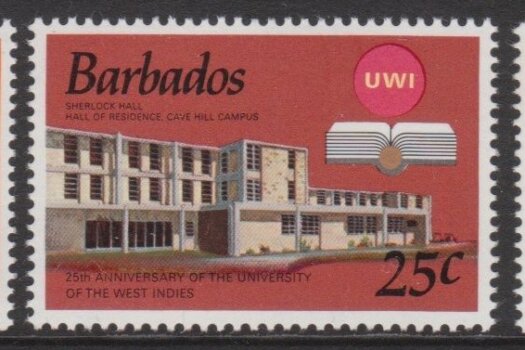 Barbados
SHERLOCK HALL
HALL OF RESIDENCE, CAVE HILL CAMPUS
UWI
25th ANNIVERSARY OF THE UNIVERSITY
OF THE WEST INDIES
25c